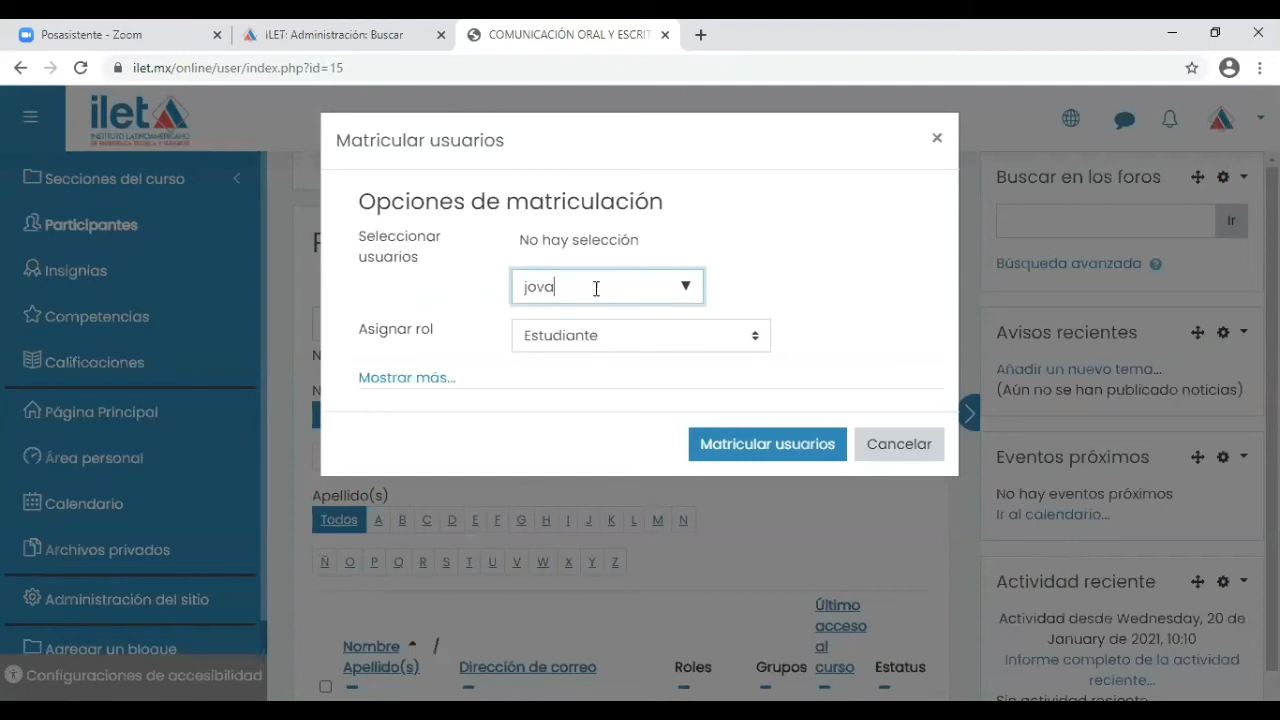 Posasistente - Zoom
iLET: Administración: Buscar
COMUNICACIÓN ORAL Y ESCRIT
ilet.mx/online/user/index.php?id=15
ilet
INSTITUTO LATINOAMERICANO
Secciones del curso
Participantes
Insignias
Competencias
Calificaciones
Página Principal
Área personal
Calendario
Archivos privados
Administración del sitio
Agregar un bloque
Configuraciones de accesibilidad
Matricular usuarios
Opciones de matriculación
Seleccionar
usuarios
No hay selección
jova
Asignar rol
Estudiante
Mostrar más...
Matricular usuarios
Cancelar
Apellido(s)
Todos A B C D E F G H I J K L M N
Ñ O P Q R S T U V W X Y Z
Nombre /
Apellido(s)
Dirección de correo
Roles
Grupos
Último
acceso
al
curso
Estatus
Buscar en los foros
Ir
Búsqueda avanzada
Avisos recientes
Añadir un nuevo tema...
(Aún no se han publicado noticias)
Eventos próximos
No hay eventos próximos
Ir al calendario...
Actividad reciente
Actividad desde Wednesday, 20 de
January de 2021, 10:10
Informe completo de la actividad
reciente...
Sin actividad reciente